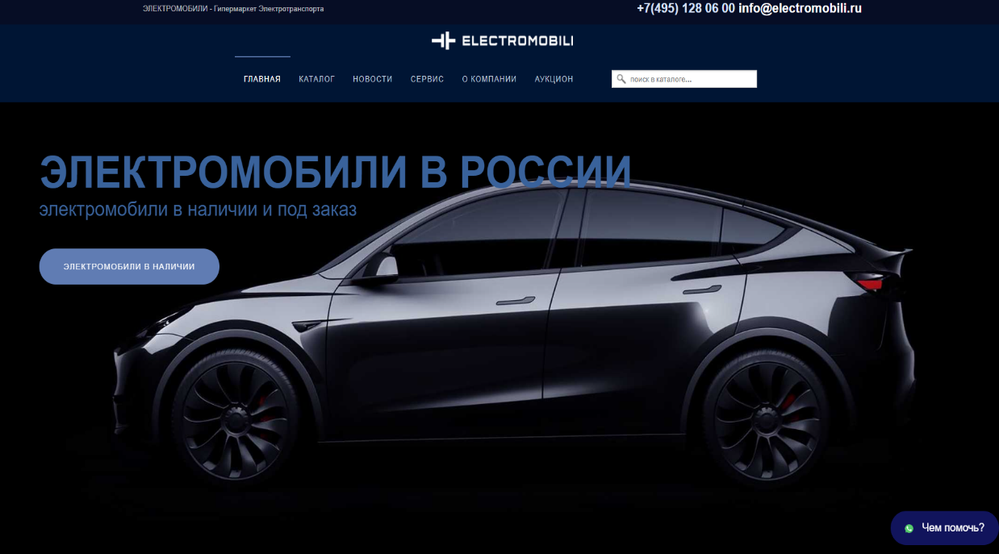 ЭЛЕКТРОМОБИЛИ - Гипермаркет Электротранспорта
+7(495) 128 06 00 info@electromobili.ru
ELECTROMOBILI
ГЛАВНАЯ КАТАЛОГ НОВОСТИ СЕРВИС О КОМПАНИИ АУКЦИОН
поиск в каталоге...
ЭЛЕКТРОМОБИЛИ В РОССИИ
электромобили в наличии и под заказ
ЭЛЕКТРОМОБИЛИ В НАЛИЧИИ
Чем помочь?